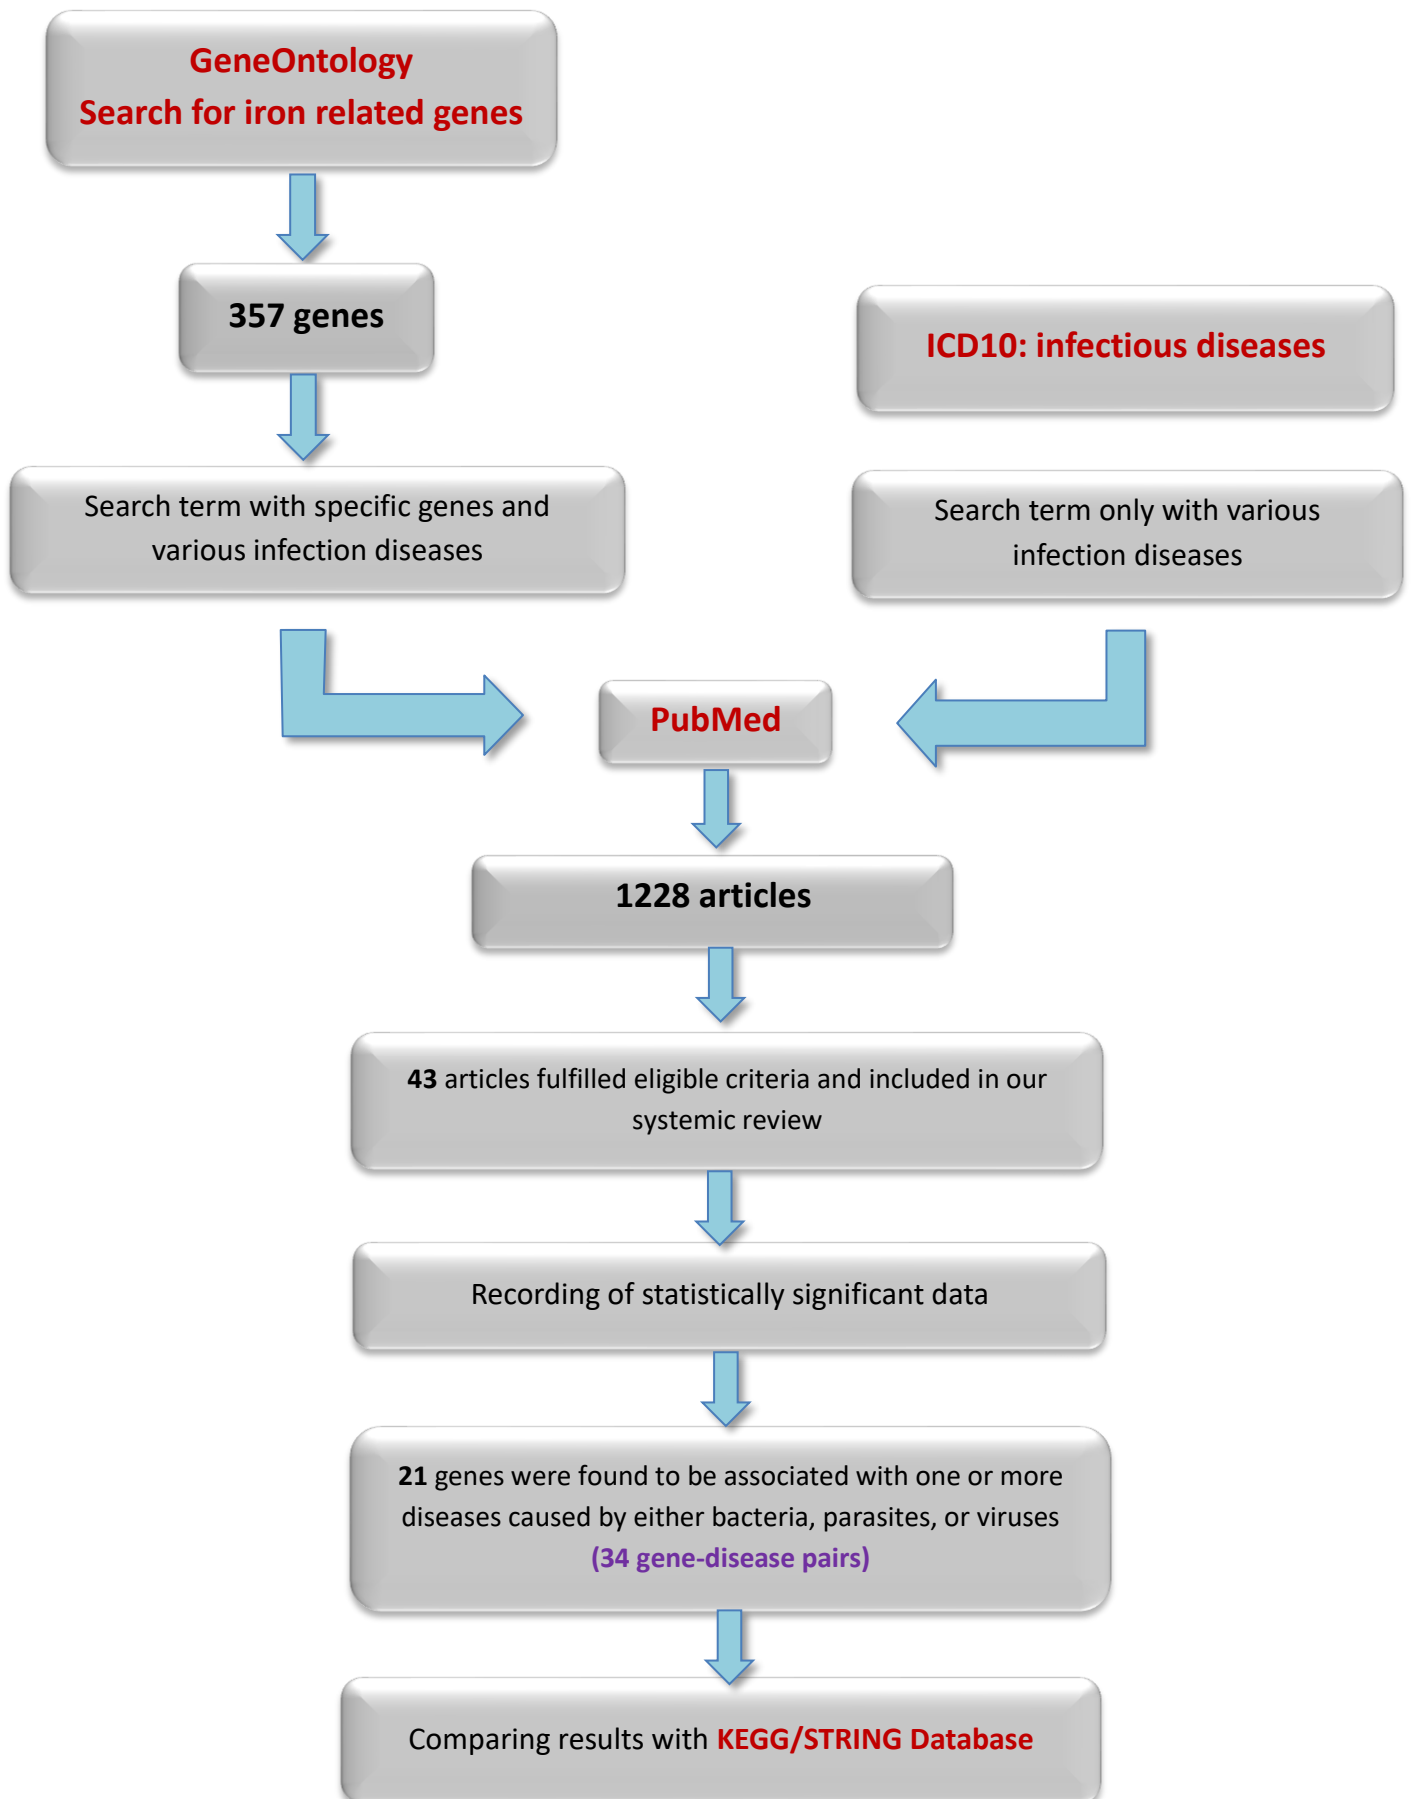 GeneOntology
Search for iron related genes
357 genes
ICD10: infectious diseases
Search term with specific genes and
various infection diseases
Search term only with various
infection diseases
PubMed
1228 articles
43 articles fulfilled eligible criteria and included in our
systemic review
Recording of statistically significant data
21 genes were found to be associated with one or more
diseases caused by either bacteria, parasites, or viruses
(34 gene-disease pairs)
Comparing results with KEGG/STRING Database